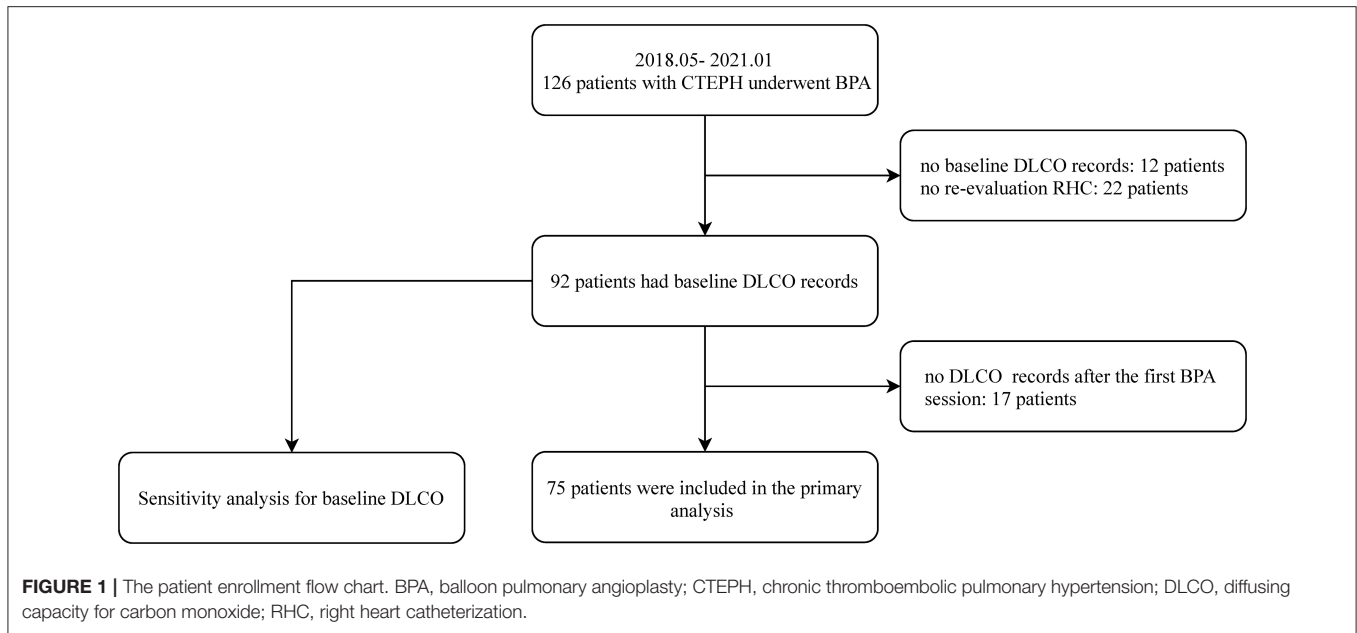 2018.05- 2021.01
126 patients with CTEPH underwent BPA
no baseline DLCO records: 12 patients
no re-evaluation RHC: 22 patients
92 patients had baseline DLCO records
no DLCO records after the first BPA
session: 17 patients
Sensitivity analysis for baseline DLCO
75 patients were included in the primary
analysis
FIGURE 1 | The patient enrollment flow chart. BPA, balloon pulmonary angioplasty; CTEPH, chronic thromboembolic pulmonary hypertension; DLCO, diffusing
capacity for carbon monoxide; RHC, right heart catheterization.